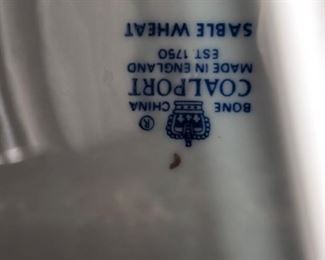 ®
BONE CHINA
COALPORT
MADE IN ENGLAND
EST. 1750
SABLE WHEAT